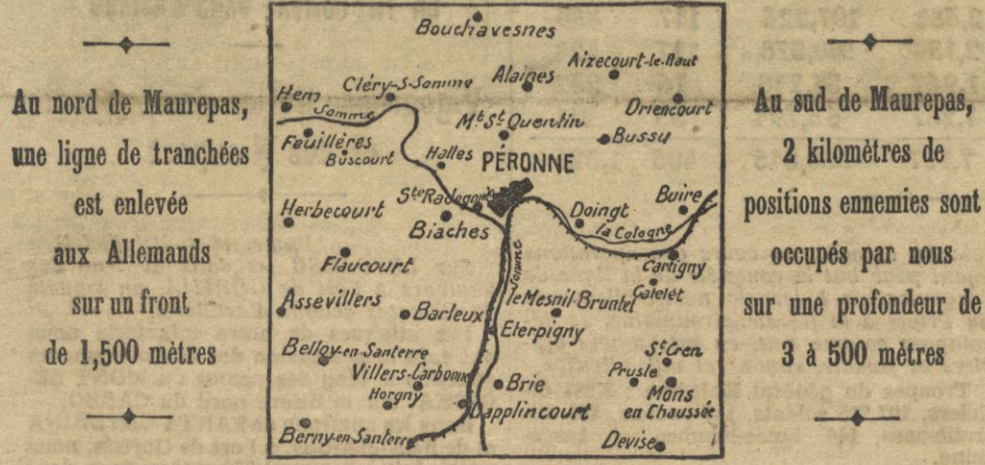 Au nord de Maurepas,
une ligne de tranchées
est enlevée
aux Allemands
sur un front
de 1,500 mètres
Bouchavesnes
Aizecourt-le-Haut
Alaines
Cléry-s-Somme
Hem
Somme
Driencourt
Mt St Quentin
Bussu
Feuillères
Buscourt
Halles
PÉRONNE
Ste Radegonde
Buire
Herbecourt
Doingt
la Cologne
Biaches
Flaucourt
Somme
Cartigny
Catelet
Assevillers
le Mesnil-Bruntel
Barleux
Eterpigny
Belloy-en-Santerre
St Cren
Villers-Carbonnx
Prusle
Brie
Mons
en Chaussée
Horgny
Lapplincourt
Berny-en-Santerre
Devise
Au sud de Maurepas,
2 kilomètres de
positions ennemies sont
occupés par nous
sur une profondeur de
3 à 500 mètres